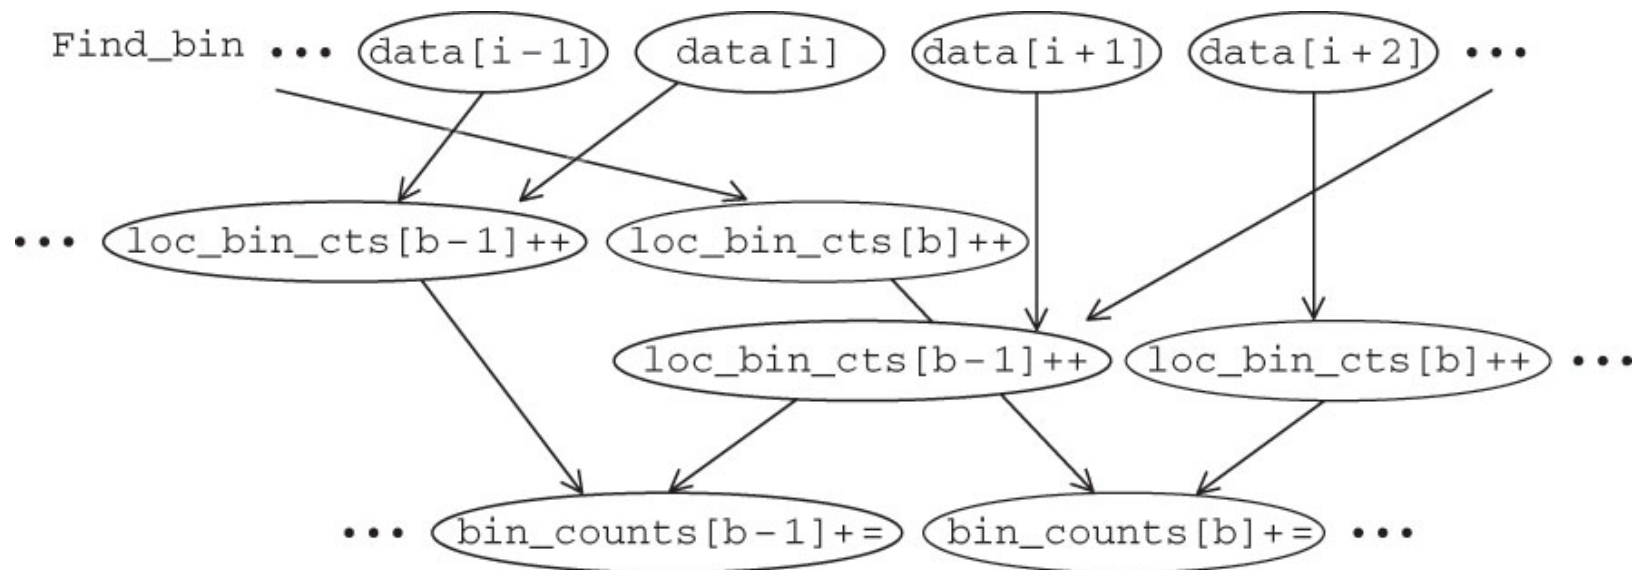 Find_bin ••• data[i-1] data[i] data[i+1] data[i+2] •••
••• loc_bin_cts[b-1]++ loc_bin_cts[b]++
loc_bin_cts[b-1]++ loc_bin_cts[b]++ •••
••• bin_counts[b-1]+= bin_counts[b]+= •••